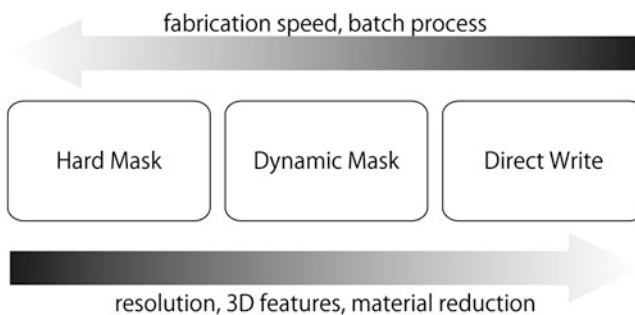 fabrication speed, batch process
Hard Mask
Dynamic Mask
Direct Write
resolution, 3D features, material reduction